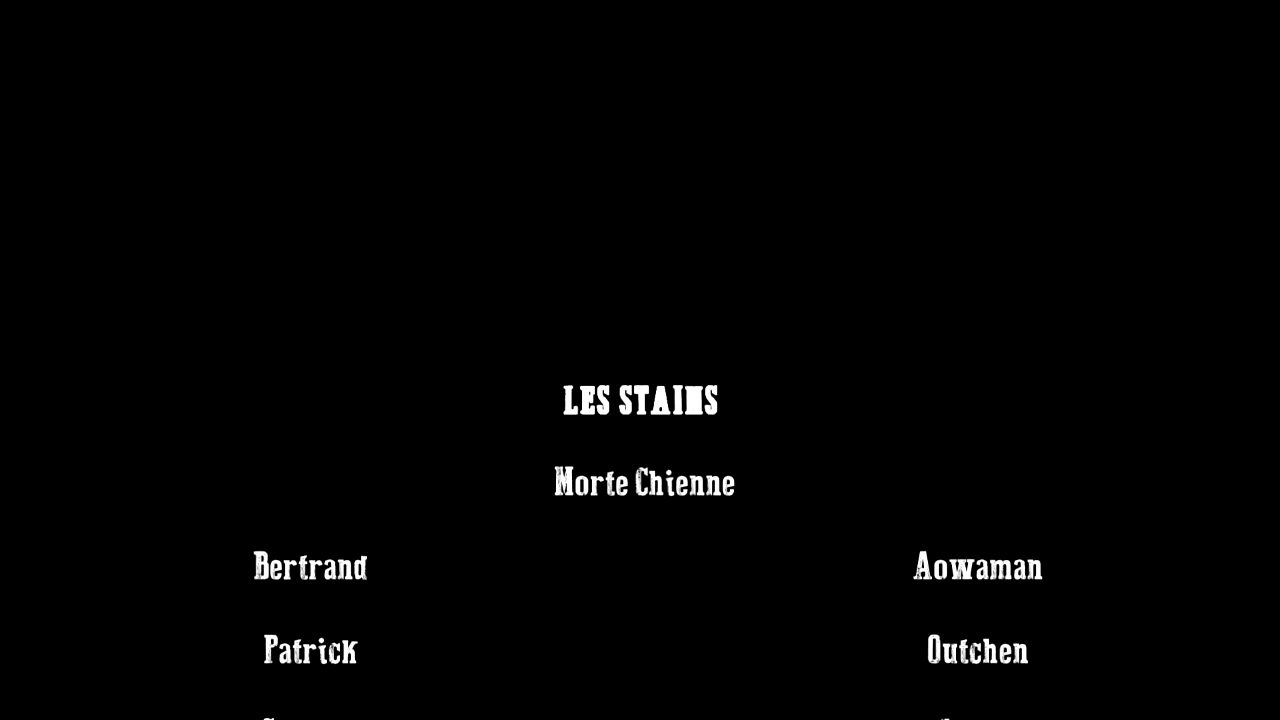 LES STAINS
Morte Chienne
Bertrand Aowaman
Patrick Outchen